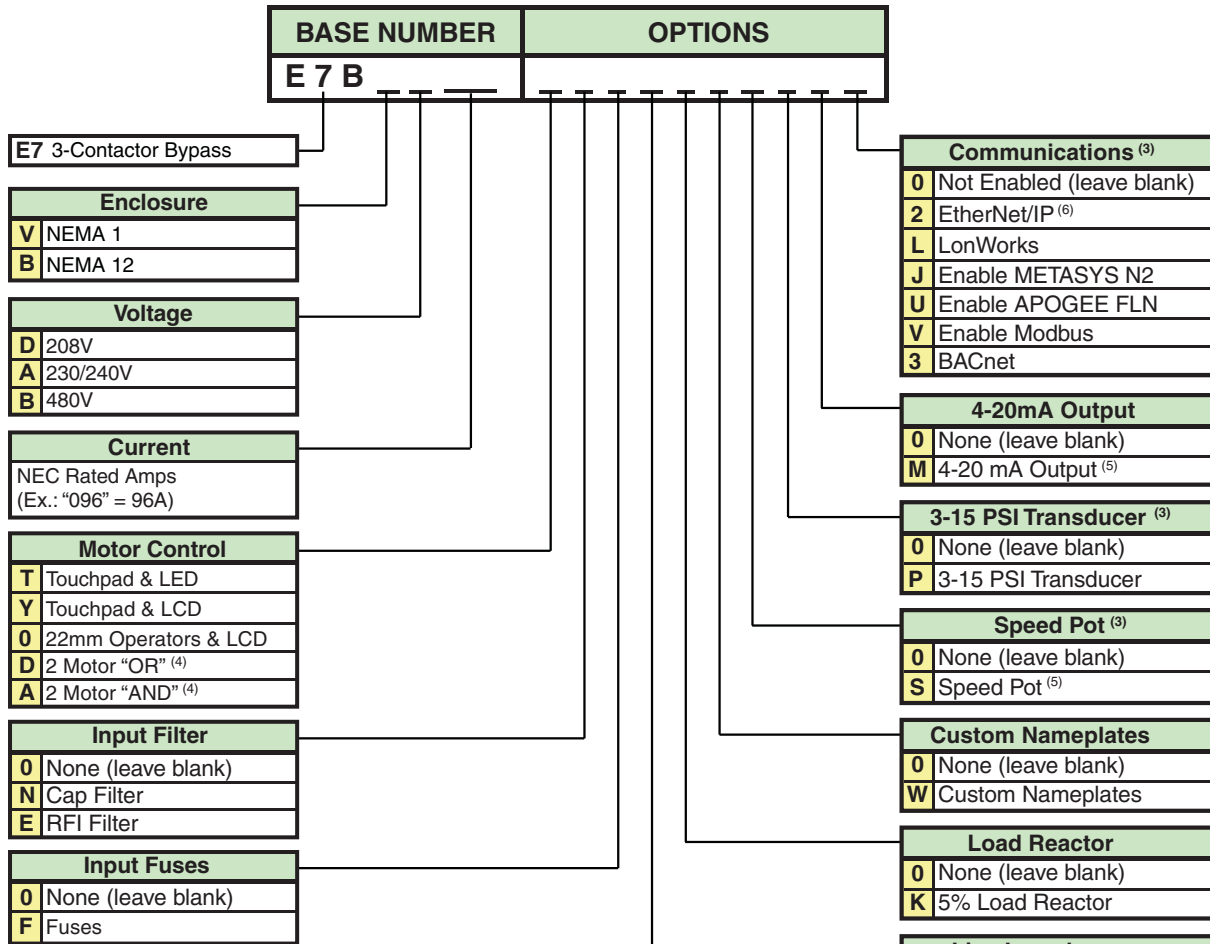 BASE NUMBER
OPTIONS
E 7 B
E7 3-Contactor Bypass
Enclosure
V NEMA 1
B NEMA 12
Voltage
D 208V
A 230/240V
B 480V
Current
NEC Rated Amps
(Ex.: “096” = 96A)
Motor Control
T Touchpad & LED
Y Touchpad & LCD
0 22mm Operators & LCD
D 2 Motor “OR” (4)
A 2 Motor “AND” (4)
Input Filter
0 None (leave blank)
N Cap Filter
E RFI Filter
Input Fuses
0 None (leave blank)
F Fuses
Communications (3)
0 Not Enabled (leave blank)
2 EtherNet/IP (6)
L LonWorks
J Enable METASYS N2
U Enable APOGEE FLN
V Enable Modbus
3 BACnet
4-20mA Output
0 None (leave blank)
M 4-20 mA Output (5)
3-15 PSI Transducer (3)
0 None (leave blank)
P 3-15 PSI Transducer
Speed Pot (3)
0 None (leave blank)
S Speed Pot (5)
Custom Nameplates
0 None (leave blank)
W Custom Nameplates
Load Reactor
0 None (leave blank)
K 5% Load Reactor